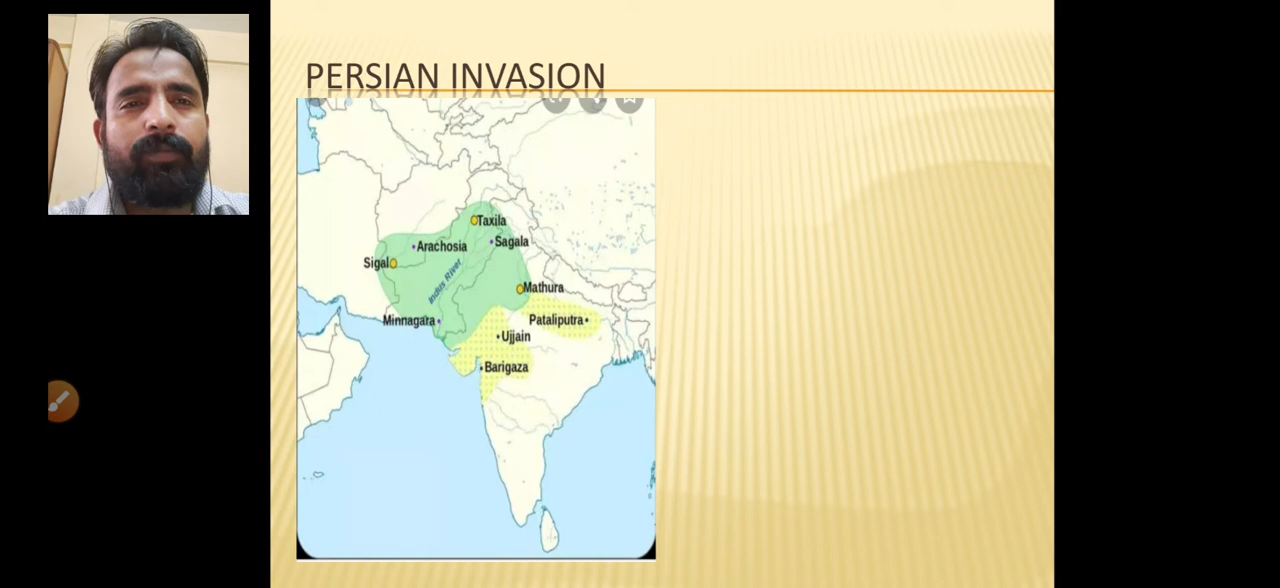 PERSIAN INVASION
Taxila
Sagala
Arachosia
Sigal
Indus River
Mathura
Minnagara
Pataliputra
Ujjain
Barigaza